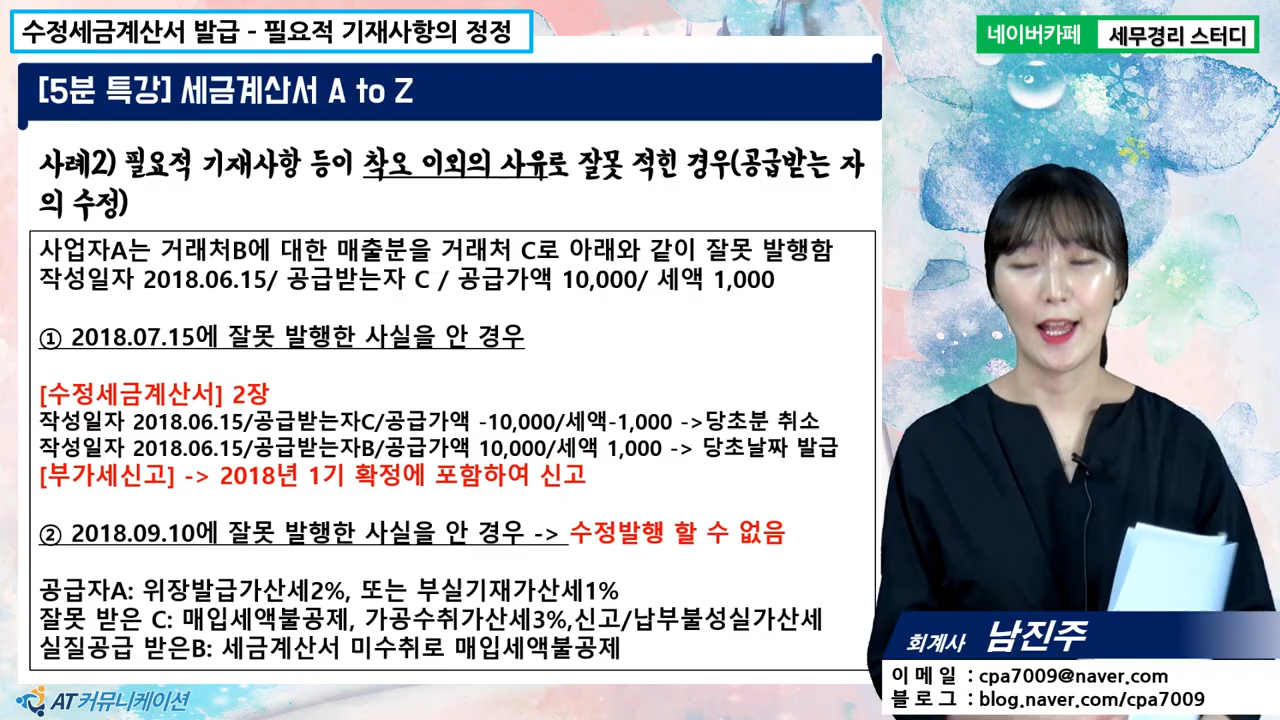 수정세금계산서 발급 - 필요적 기재사항의 정정
네이버카페 세무경리 스터디
[5분 특강] 세금계산서 A to Z
사례2) 필요적 기재사항 등이 착오 이외의 사유로 잘못 적힌 경우(공급받는 자
의 수정)
사업자A는 거래처B에 대한 매출분을 거래처 C로 아래와 같이 잘못 발행함
작성일자 2018.06.15/ 공급받는자 C / 공급가액 10,000/ 세액 1,000
① 2018.07.15에 잘못 발행한 사실을 안 경우
[수정세금계산서] 2장
작성일자 2018.06.15/공급받는자C/공급가액 -10,000/세액-1,000 ->당초분 취소
작성일자 2018.06.15/공급받는자B/공급가액 10,000/세액 1,000 -> 당초날짜 발급
[부가세신고] -> 2018년 1기 확정에 포함하여 신고
② 2018.09.10에 잘못 발행한 사실을 안 경우 -> 수정발행 할 수 없음
공급자A: 위장발급가산세2%, 또는 부실기재가산세1%
잘못 받은 C: 매입세액불공제, 가공수취가산세3%,신고/납부불성실가산세
실질공급 받은B: 세금계산서 미수취로 매입세액불공제
회계사 남진주
이 메 일 : cpa7009@naver.com
블 로 그 : blog.naver.com/cpa7009
AT커뮤니케이션